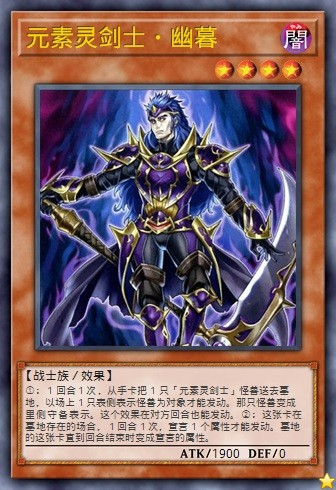 元素灵剑士·幽暮
闇
【战士族／效果】
①：１回合１次，从手卡把１只「元素灵剑士」怪兽送去墓
地，以场上１只表侧表示怪兽为对象才能发动。那只怪兽变成
里侧守备表示。这个效果在对方回合也能发动。②：这张卡在
墓地存在的场合，１回合１次，宣言１个属性才能发动。墓地
的这张卡直到回合结束时变成宣言的属性。
ATK/1900 DEF/0